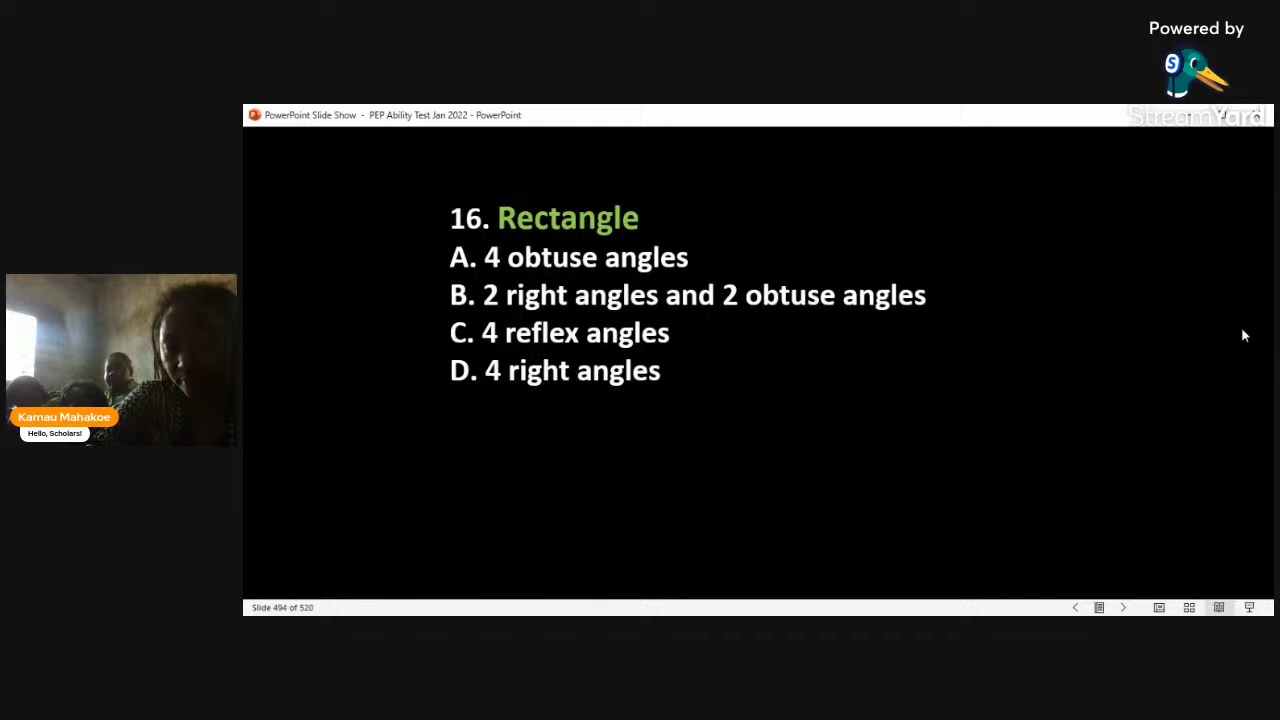 Powered by
StreamYard
PowerPoint Slide Show - PEP Ability Test Jan 2022 - PowerPoint
16. Rectangle
A. 4 obtuse angles
B. 2 right angles and 2 obtuse angles
C. 4 reflex angles
D. 4 right angles
Kamau Mahakoe
Hello, Scholars!
Slide 494 of 520